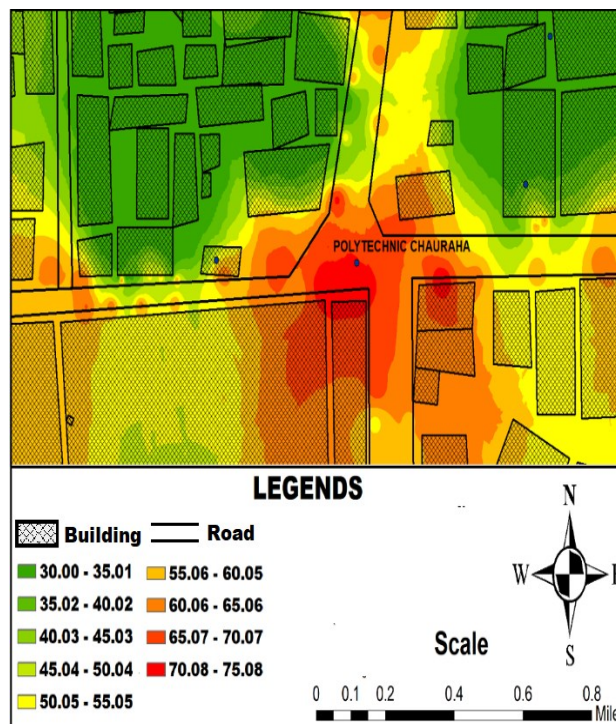 POLYTECHNIC CHAURAHA
LEGENDS
Building Road
30.00 - 35.01 55.06 - 60.05
35.02 - 40.02 60.06 - 65.06
40.03 - 45.03 65.07 - 70.07
45.04 - 50.04 70.08 - 75.08
50.05 - 55.05
N
W
S
Scale
0 0.1 0.2 0.4 0.6 0.8